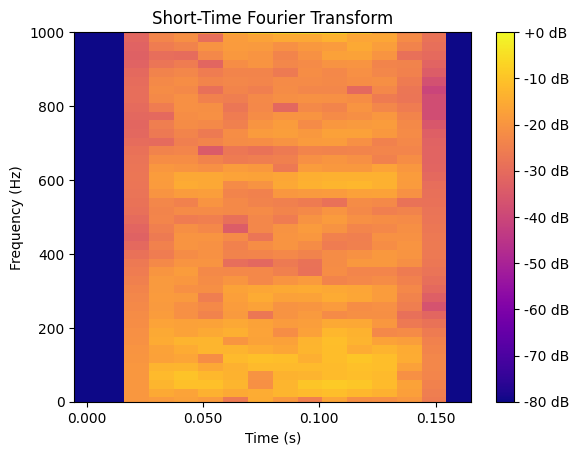 Short-Time Fourier Transform
1000
800
600
400
200
0
Frequency (Hz)
0.000
0.050
0.100
0.150
Time (s)
+0 dB
-10 dB
-20 dB
-30 dB
-40 dB
-50 dB
-60 dB
-70 dB
-80 dB